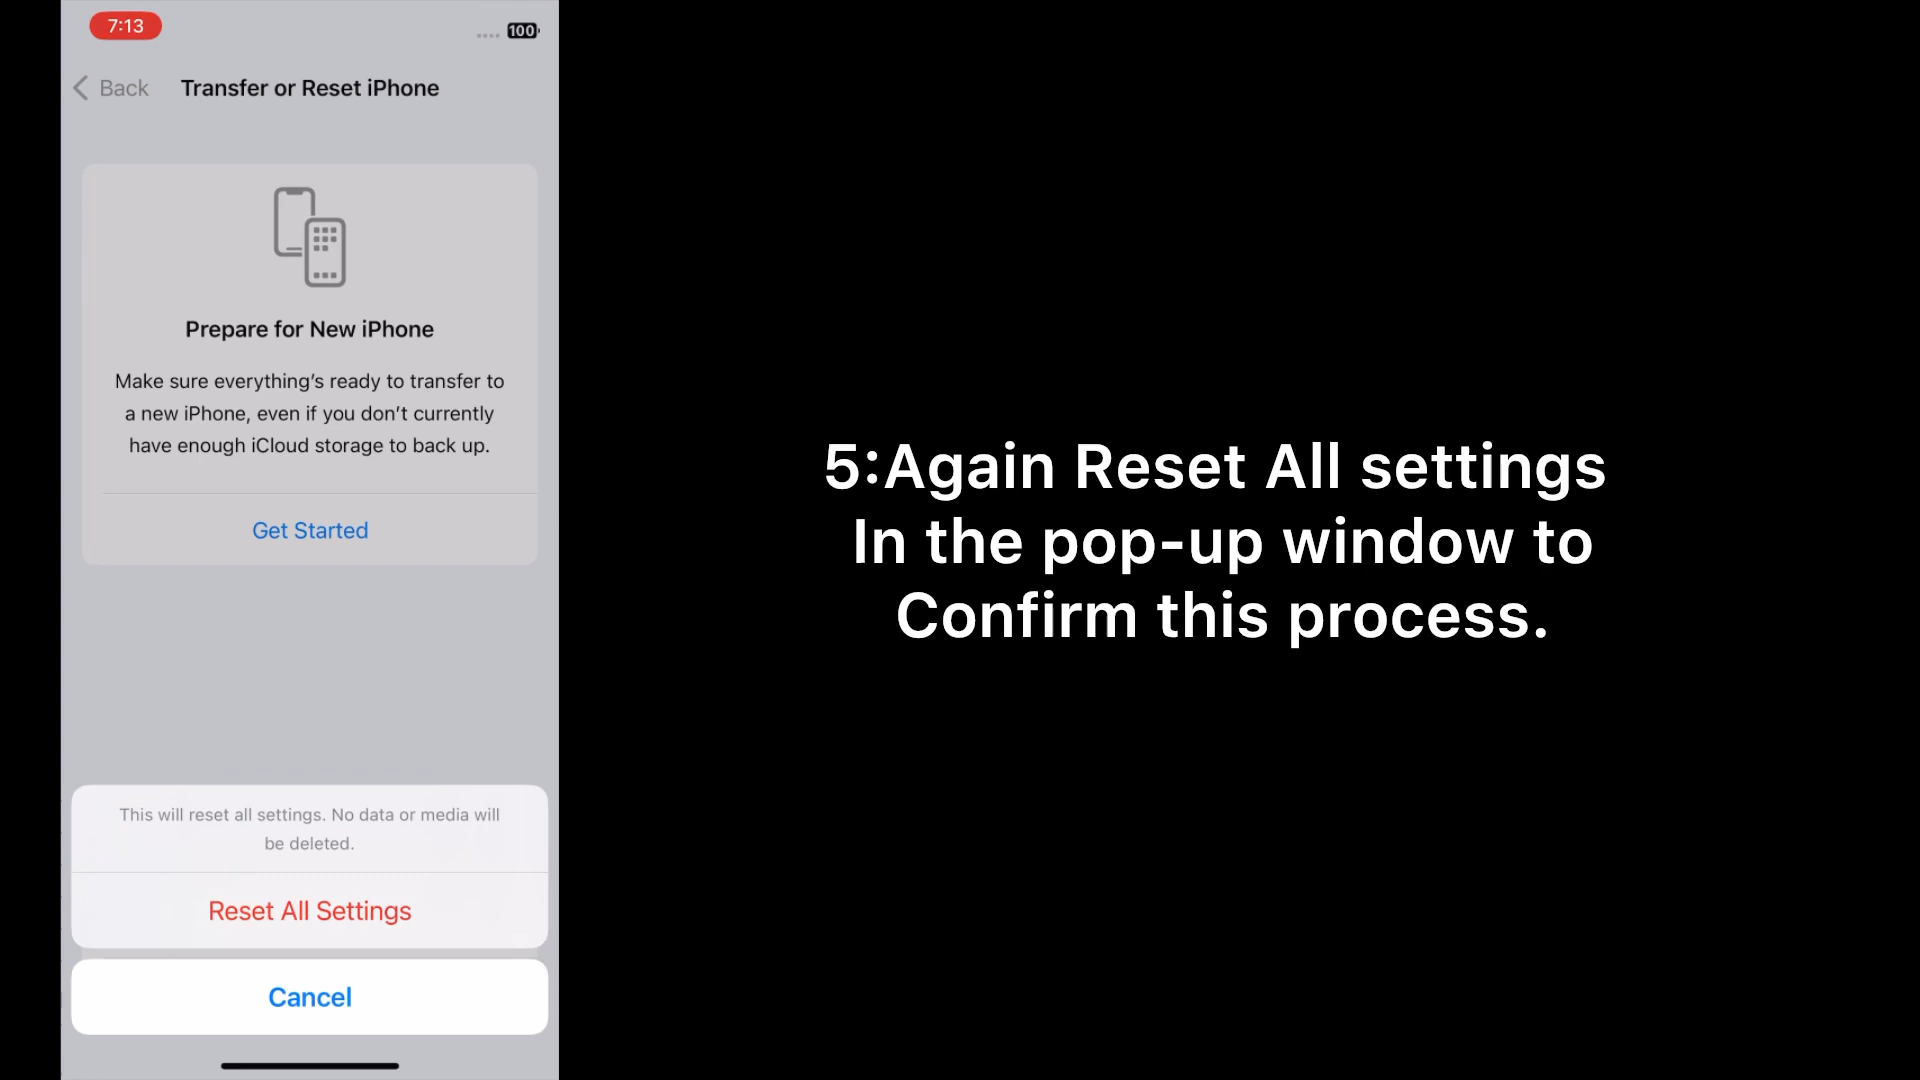 7:13
100
Back
Transfer or Reset iPhone
Prepare for New iPhone
Make sure everything’s ready to transfer to
a new iPhone, even if you don’t currently
have enough iCloud storage to back up.
Get Started
This will reset all settings. No data or media will
be deleted.
Reset All Settings
Cancel
5:Again Reset All settings
In the pop-up window to
Confirm this process.